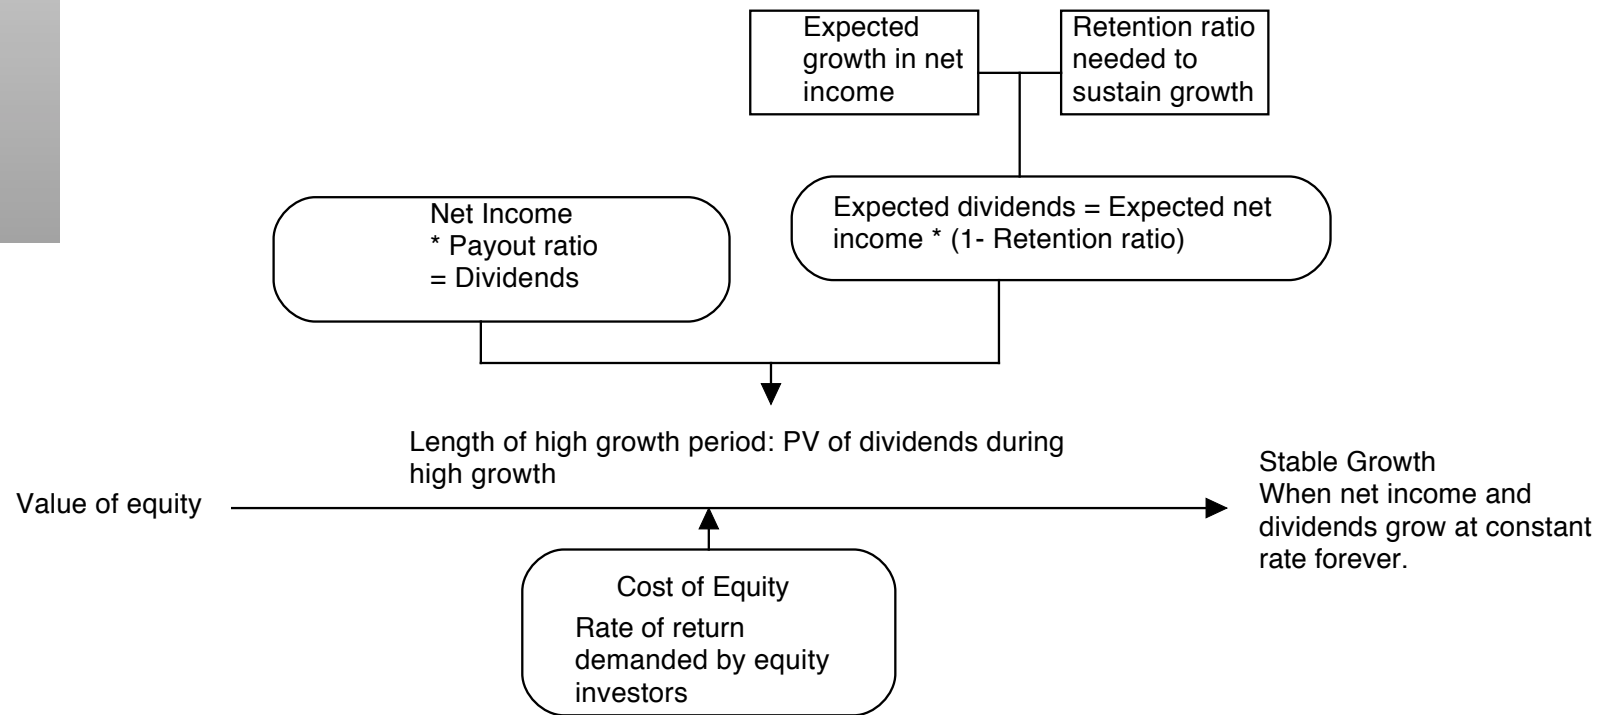 Expected
growth in net
income
Retention ratio
needed to
sustain growth
Net Income
* Payout ratio
= Dividends
Expected dividends = Expected net
income * (1- Retention ratio)
Length of high growth period: PV of dividends during
high growth
Value of equity
Stable Growth
When net income and
dividends grow at constant
rate forever.
Cost of Equity
Rate of return
demanded by equity
investors